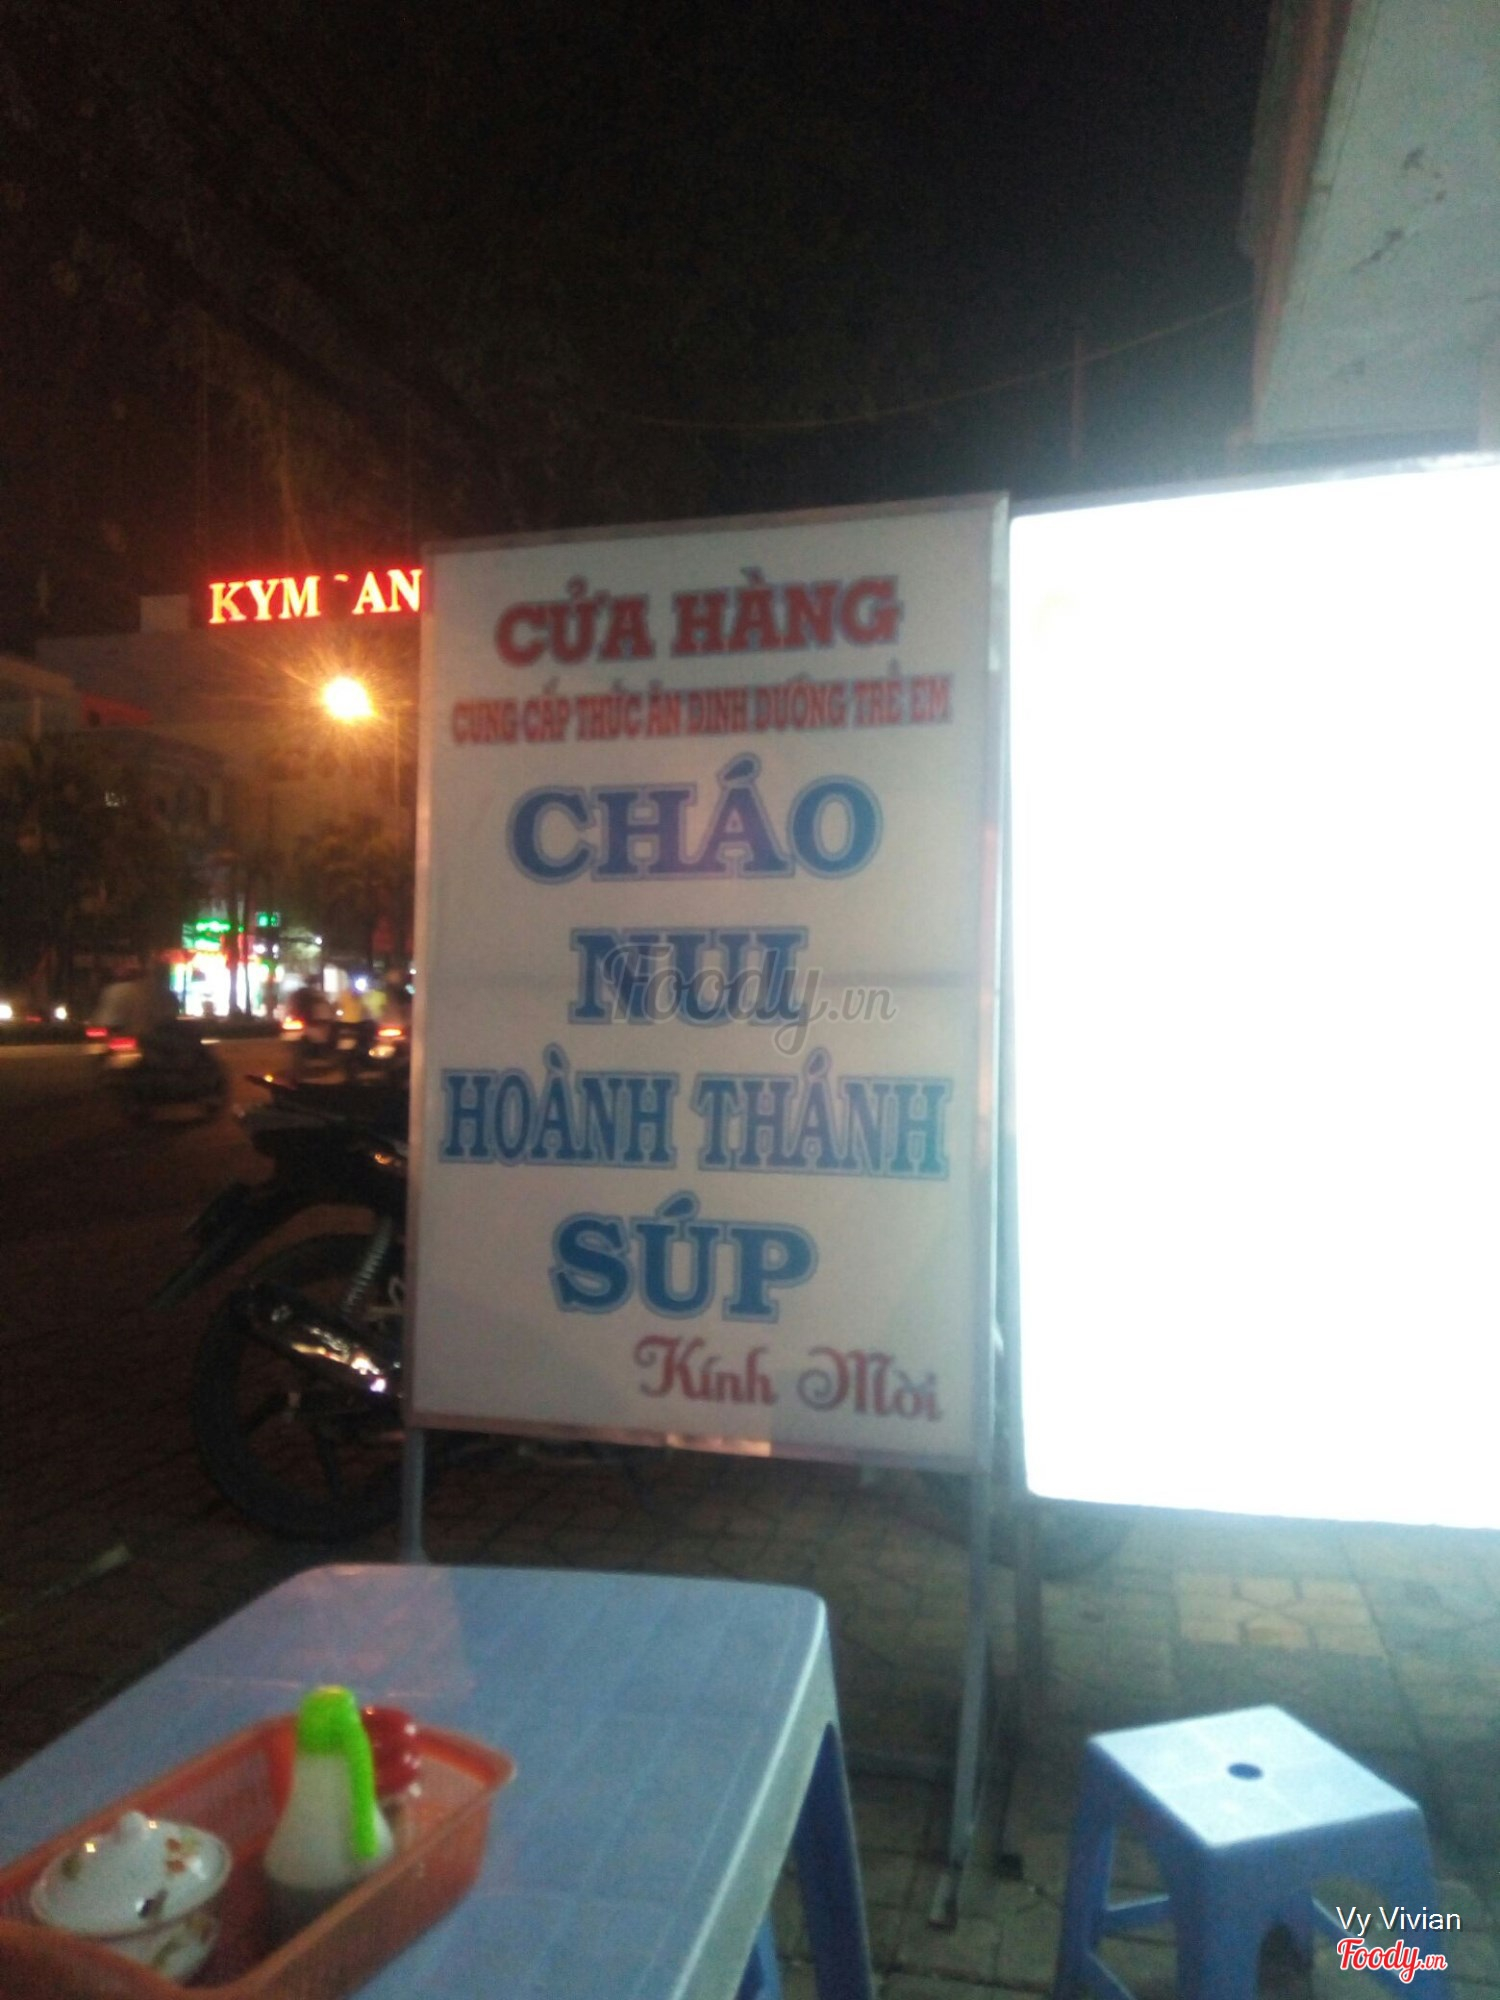 KYM
CỬA HÀNG
CUNG CẤP THỨC ĂN DINH DƯỠNG TRẺ EM
CHÁO
NUI
HOÀNH THÁNH
SÚP
Kính Mời
Foody.vn
Vy Vivian
Foody.vn